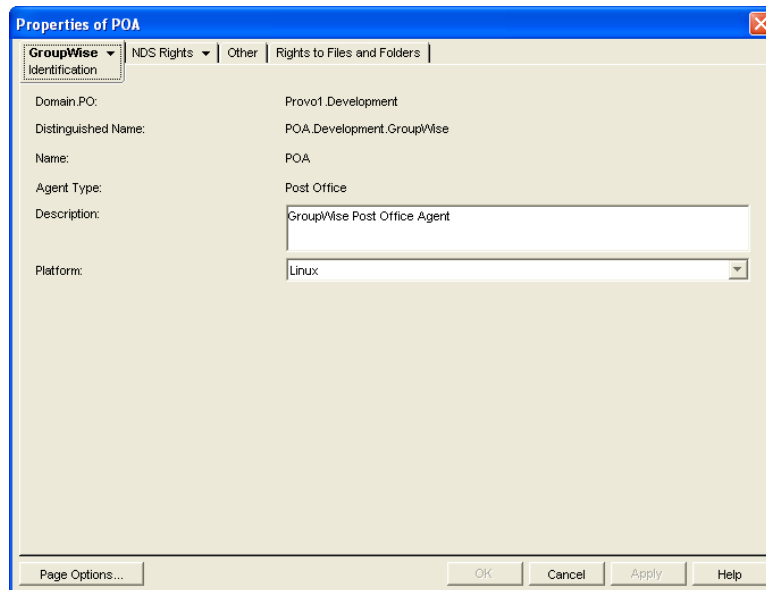 Properties of POA
GroupWise NDS Rights Other Rights to Files and Folders
Identification
Domain.PO: Provo1.Development
Distinguished Name: POA.Development.GroupWise
Name: POA
Agent Type: Post Office
Description: GroupWise Post Office Agent
Platform: Linux
Page Options... OK Cancel Apply Help